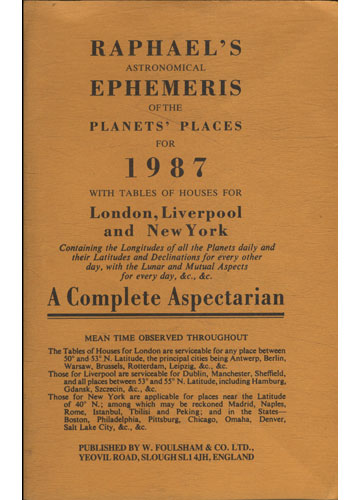 RAPHAEL'S
ASTRONOMICAL
EPHEMERIS
OF THE
PLANETS' PLACES
FOR
1987
WITH TABLES OF HOUSES FOR
London, Liverpool
and New York
Containing the Longitudes of all the Planets daily and
their Latitudes and Declinations for every other
day, with the Lunar and Mutual Aspects
for every day, &c., &c.
A Complete Aspectarian
MEAN TIME OBSERVED THROUGHOUT
The Tables of Houses for London are serviceable for any place between
50° and 53° N. Latitude, the principal cities being Antwerp, Berlin,
Warsaw, Brussels, Rotterdam, Leipzig, &c., &c.
Those for Liverpool are serviceable for Dublin, Manchester, Sheffield,
and all places between 53° and 55° N. Latitude, including Hamburg,
Gdansk, Szczecin, &c., &c.
Those for New York are applicable for places near the Latitude
of 40° N.; among which may be reckoned Madrid, Naples,
Rome, Istanbul, Tbilisi and Peking; and in the States—
Boston, Philadelphia, Pittsburg, Chicago, Omaha, Denver,
Salt Lake City, &c., &c.
PUBLISHED BY W. FOULSHAM & CO. LTD.,
YEOVIL ROAD, SLOUGH SL1 4JH, ENGLAND